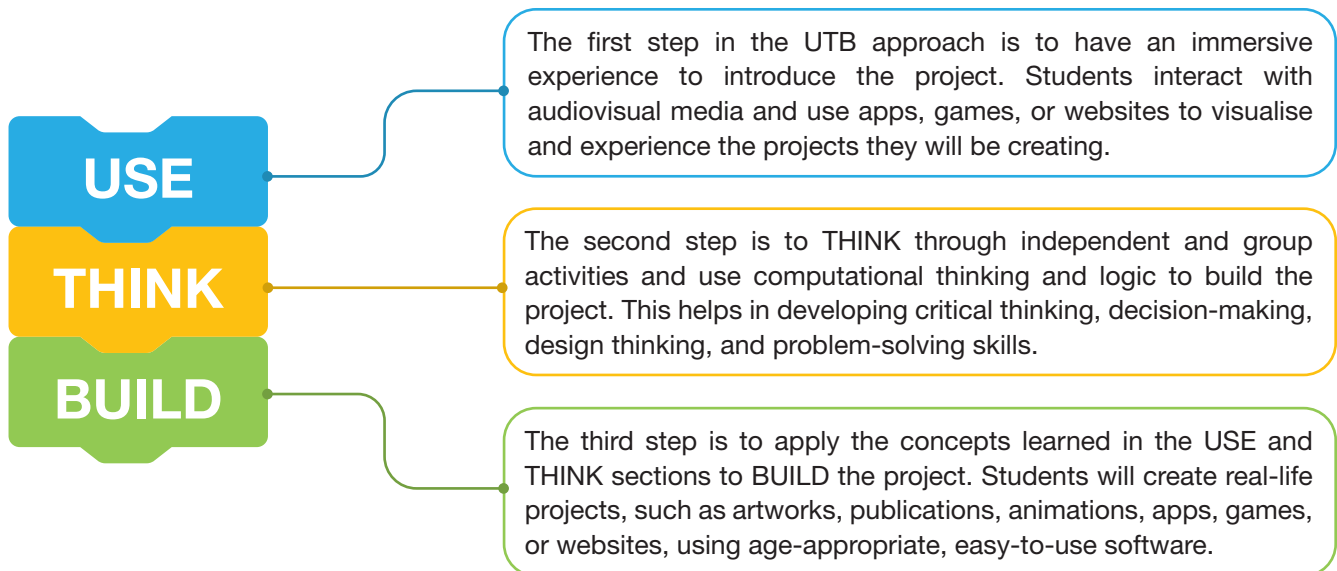 USE
The first step in the UTB approach is to have an immersive
experience to introduce the project. Students interact with
audiovisual media and use apps, games, or websites to visualise
and experience the projects they will be creating.
THINK
The second step is to THINK through independent and group
activities and use computational thinking and logic to build the
project. This helps in developing critical thinking, decision-making,
design thinking, and problem-solving skills.
BUILD
The third step is to apply the concepts learned in the USE and
THINK sections to BUILD the project. Students will create real-life
projects, such as artworks, publications, animations, apps, games,
or websites, using age-appropriate, easy-to-use software.